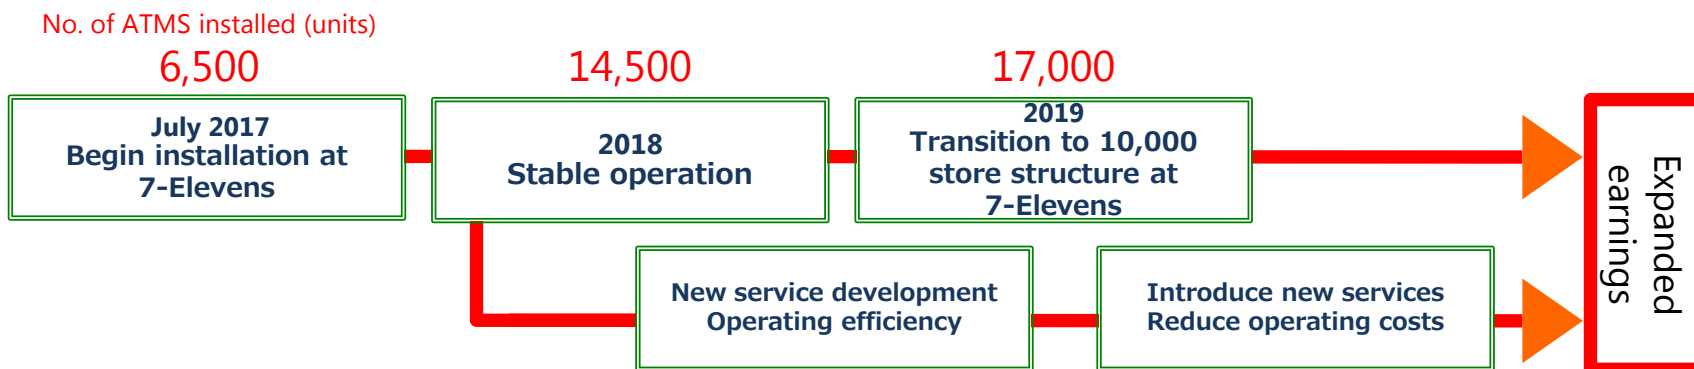 No. of ATMS installed (units)
6,500
14,500
17,000
July 2017
Begin installation at
7-Elevens
2018
Stable operation
2019
Transition to 10,000
store structure at
7-Elevens
New service development
Operating efficiency
Introduce new services
Reduce operating costs
Expanded
earnings